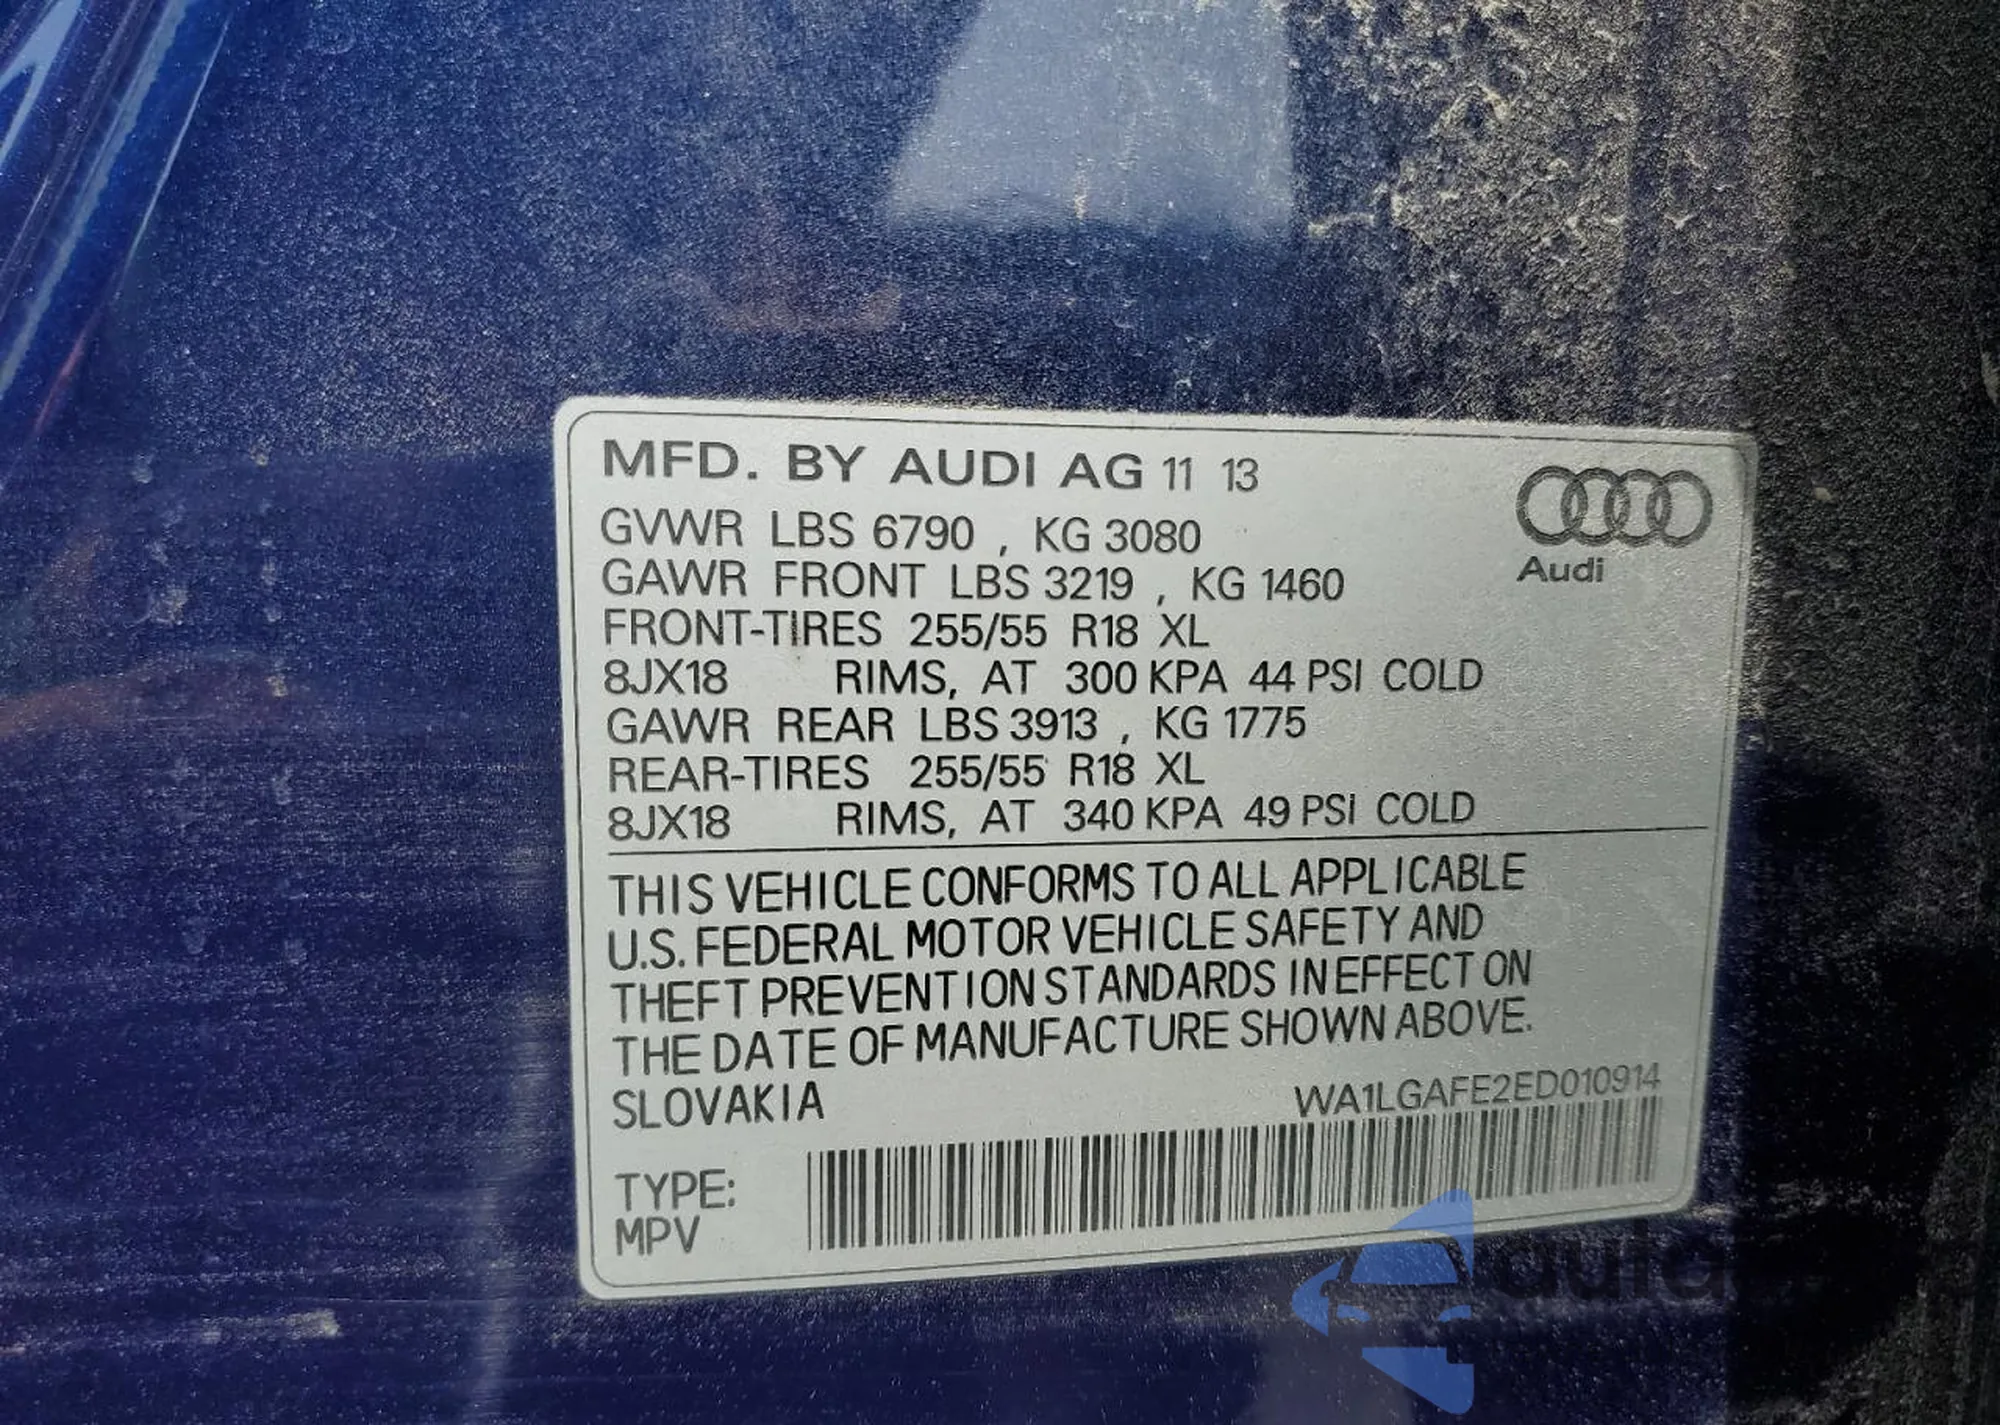 MFD. BY AUDI AG 11 13
GVWR LBS 6790 , KG 3080
GAWR FRONT LBS 3219 , KG 1460
FRONT-TIRES 255/55 R18 XL
8JX18 RIMS, AT 300 KPA 44 PSI COLD
GAWR REAR LBS 3913 , KG 1775
REAR-TIRES 255/55 R18 XL
8JX18 RIMS, AT 340 KPA 49 PSI COLD
Audi
THIS VEHICLE CONFORMS TO ALL APPLICABLE
U.S. FEDERAL MOTOR VEHICLE SAFETY AND
THEFT PREVENTION STANDARDS IN EFFECT ON
THE DATE OF MANUFACTURE SHOWN ABOVE.
SLOVAKIA
WA1LGAFE2ED010914
TYPE:
MPV